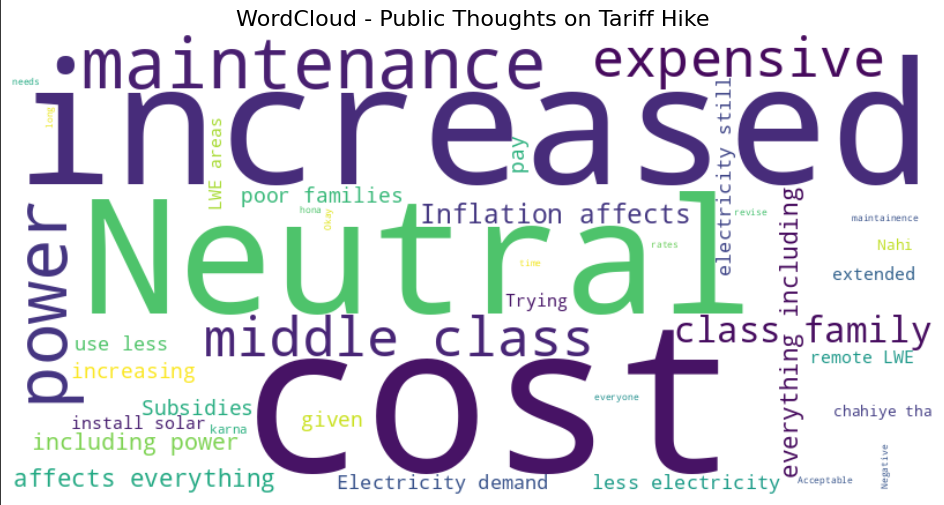 WordCloud - Public Thoughts on Tariff Hike
maintenance
expensive
needs
increased
long
LWE areas
pay
electricity still
poor families
hona
Okay
Inflation affects
revise
maintainence
power
Neutral
rates
Nahi
time
extended
Trying
everything including
middle class
class family
use less
remote LWE
increasing
cost
Subsidies
everyone
install solar
karna
given
chahiye tha
including power
affects everything
Electricity demand
less electricity
Acceptable
Negative